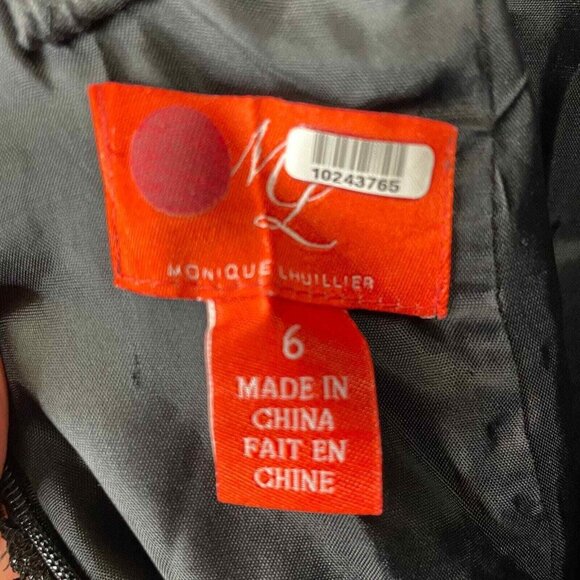 ML
10243765
MONIQUE LHUILLIER
6
MADE IN
CHINA
FAIT EN
CHINE